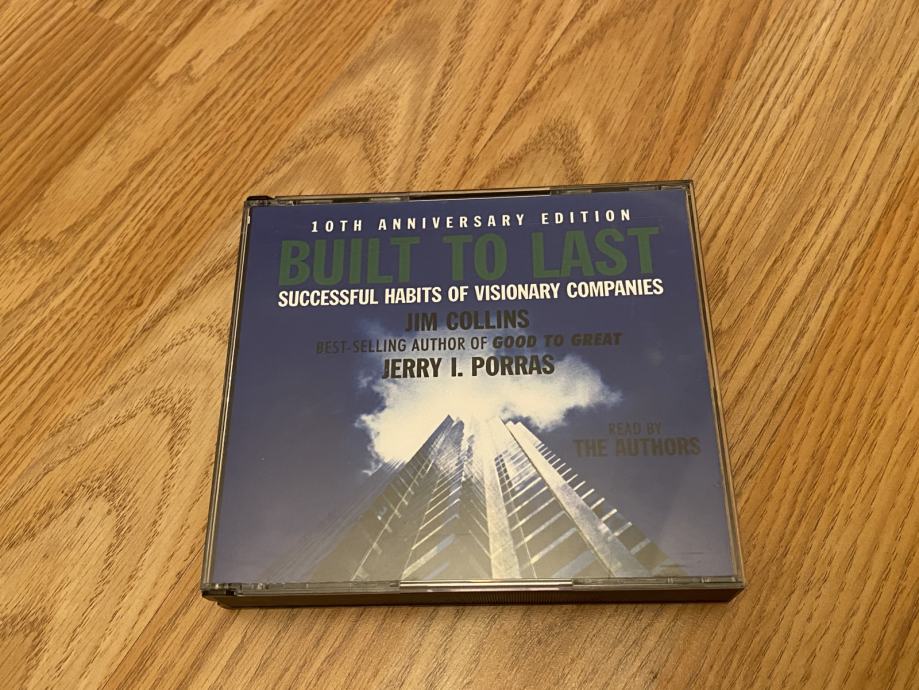 10TH ANNIVERSARY EDITION
BUILT TO LAST
SUCCESSFUL HABITS OF VISIONARY COMPANIES
JIM COLLINS
BEST-SELLING AUTHOR OF GOOD TO GREAT
JERRY I. PORRAS
READ BY
THE AUTHORS